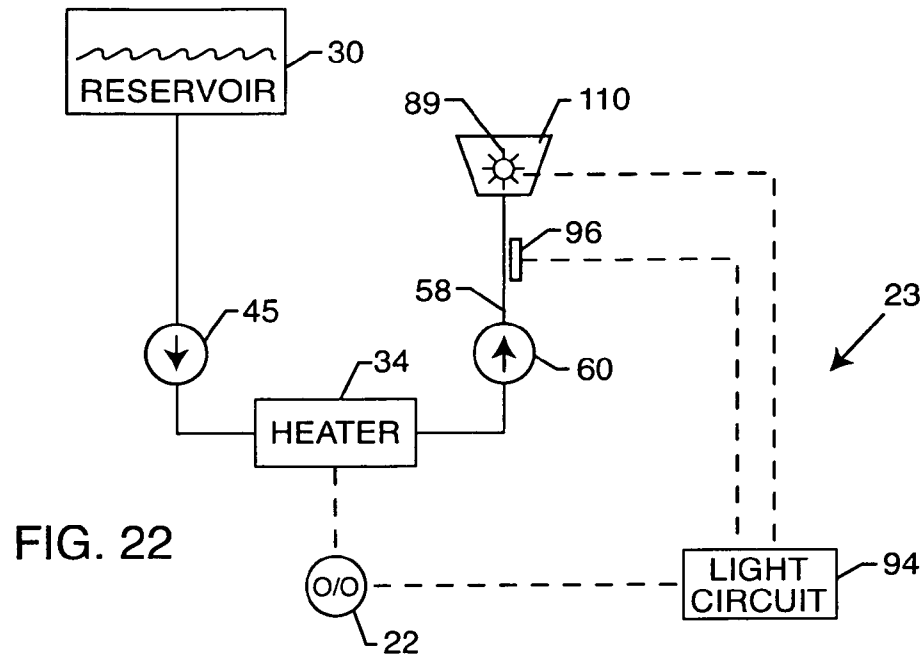 30
RESERVOIR
89
110
96
58
23
45
34
60
HEATER
FIG. 22
O/O
22
LIGHT
CIRCUIT
94